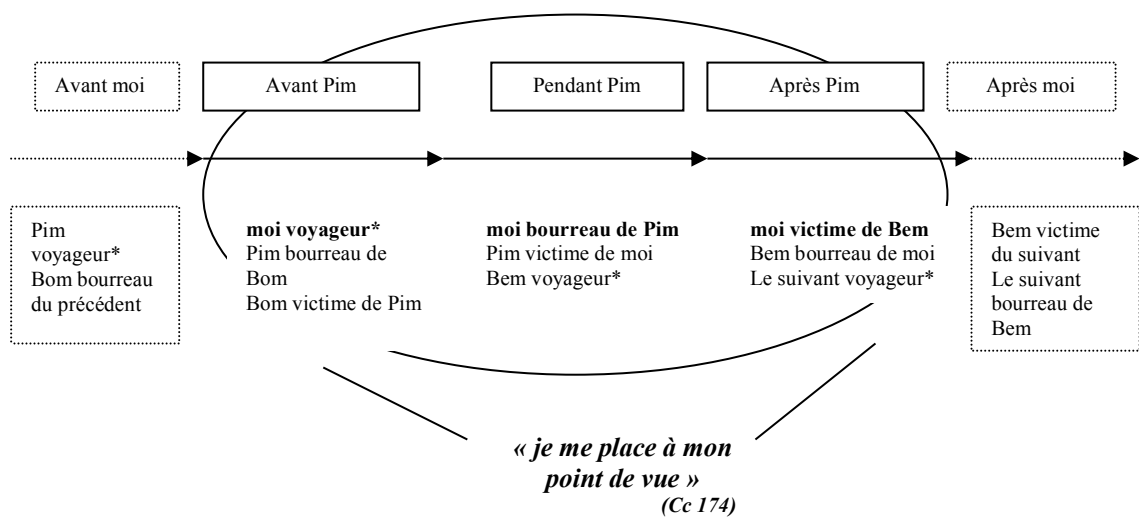 Avant moi
Avant Pim
Pendant Pim
Après Pim
Après moi
Pim
voyageur*
Bom bourreau
du précédent
moi voyageur*
Pim bourreau de
Bom
Bom victime de Pim
moi bourreau de Pim
Pim victime de moi
Bem voyageur*
moi victime de Bem
Bem bourreau de moi
Le suivant voyageur*
Bem victime
du suivant
Le suivant
bourreau de
Bem
« je me place à mon
point de vue »
(Cc 174)